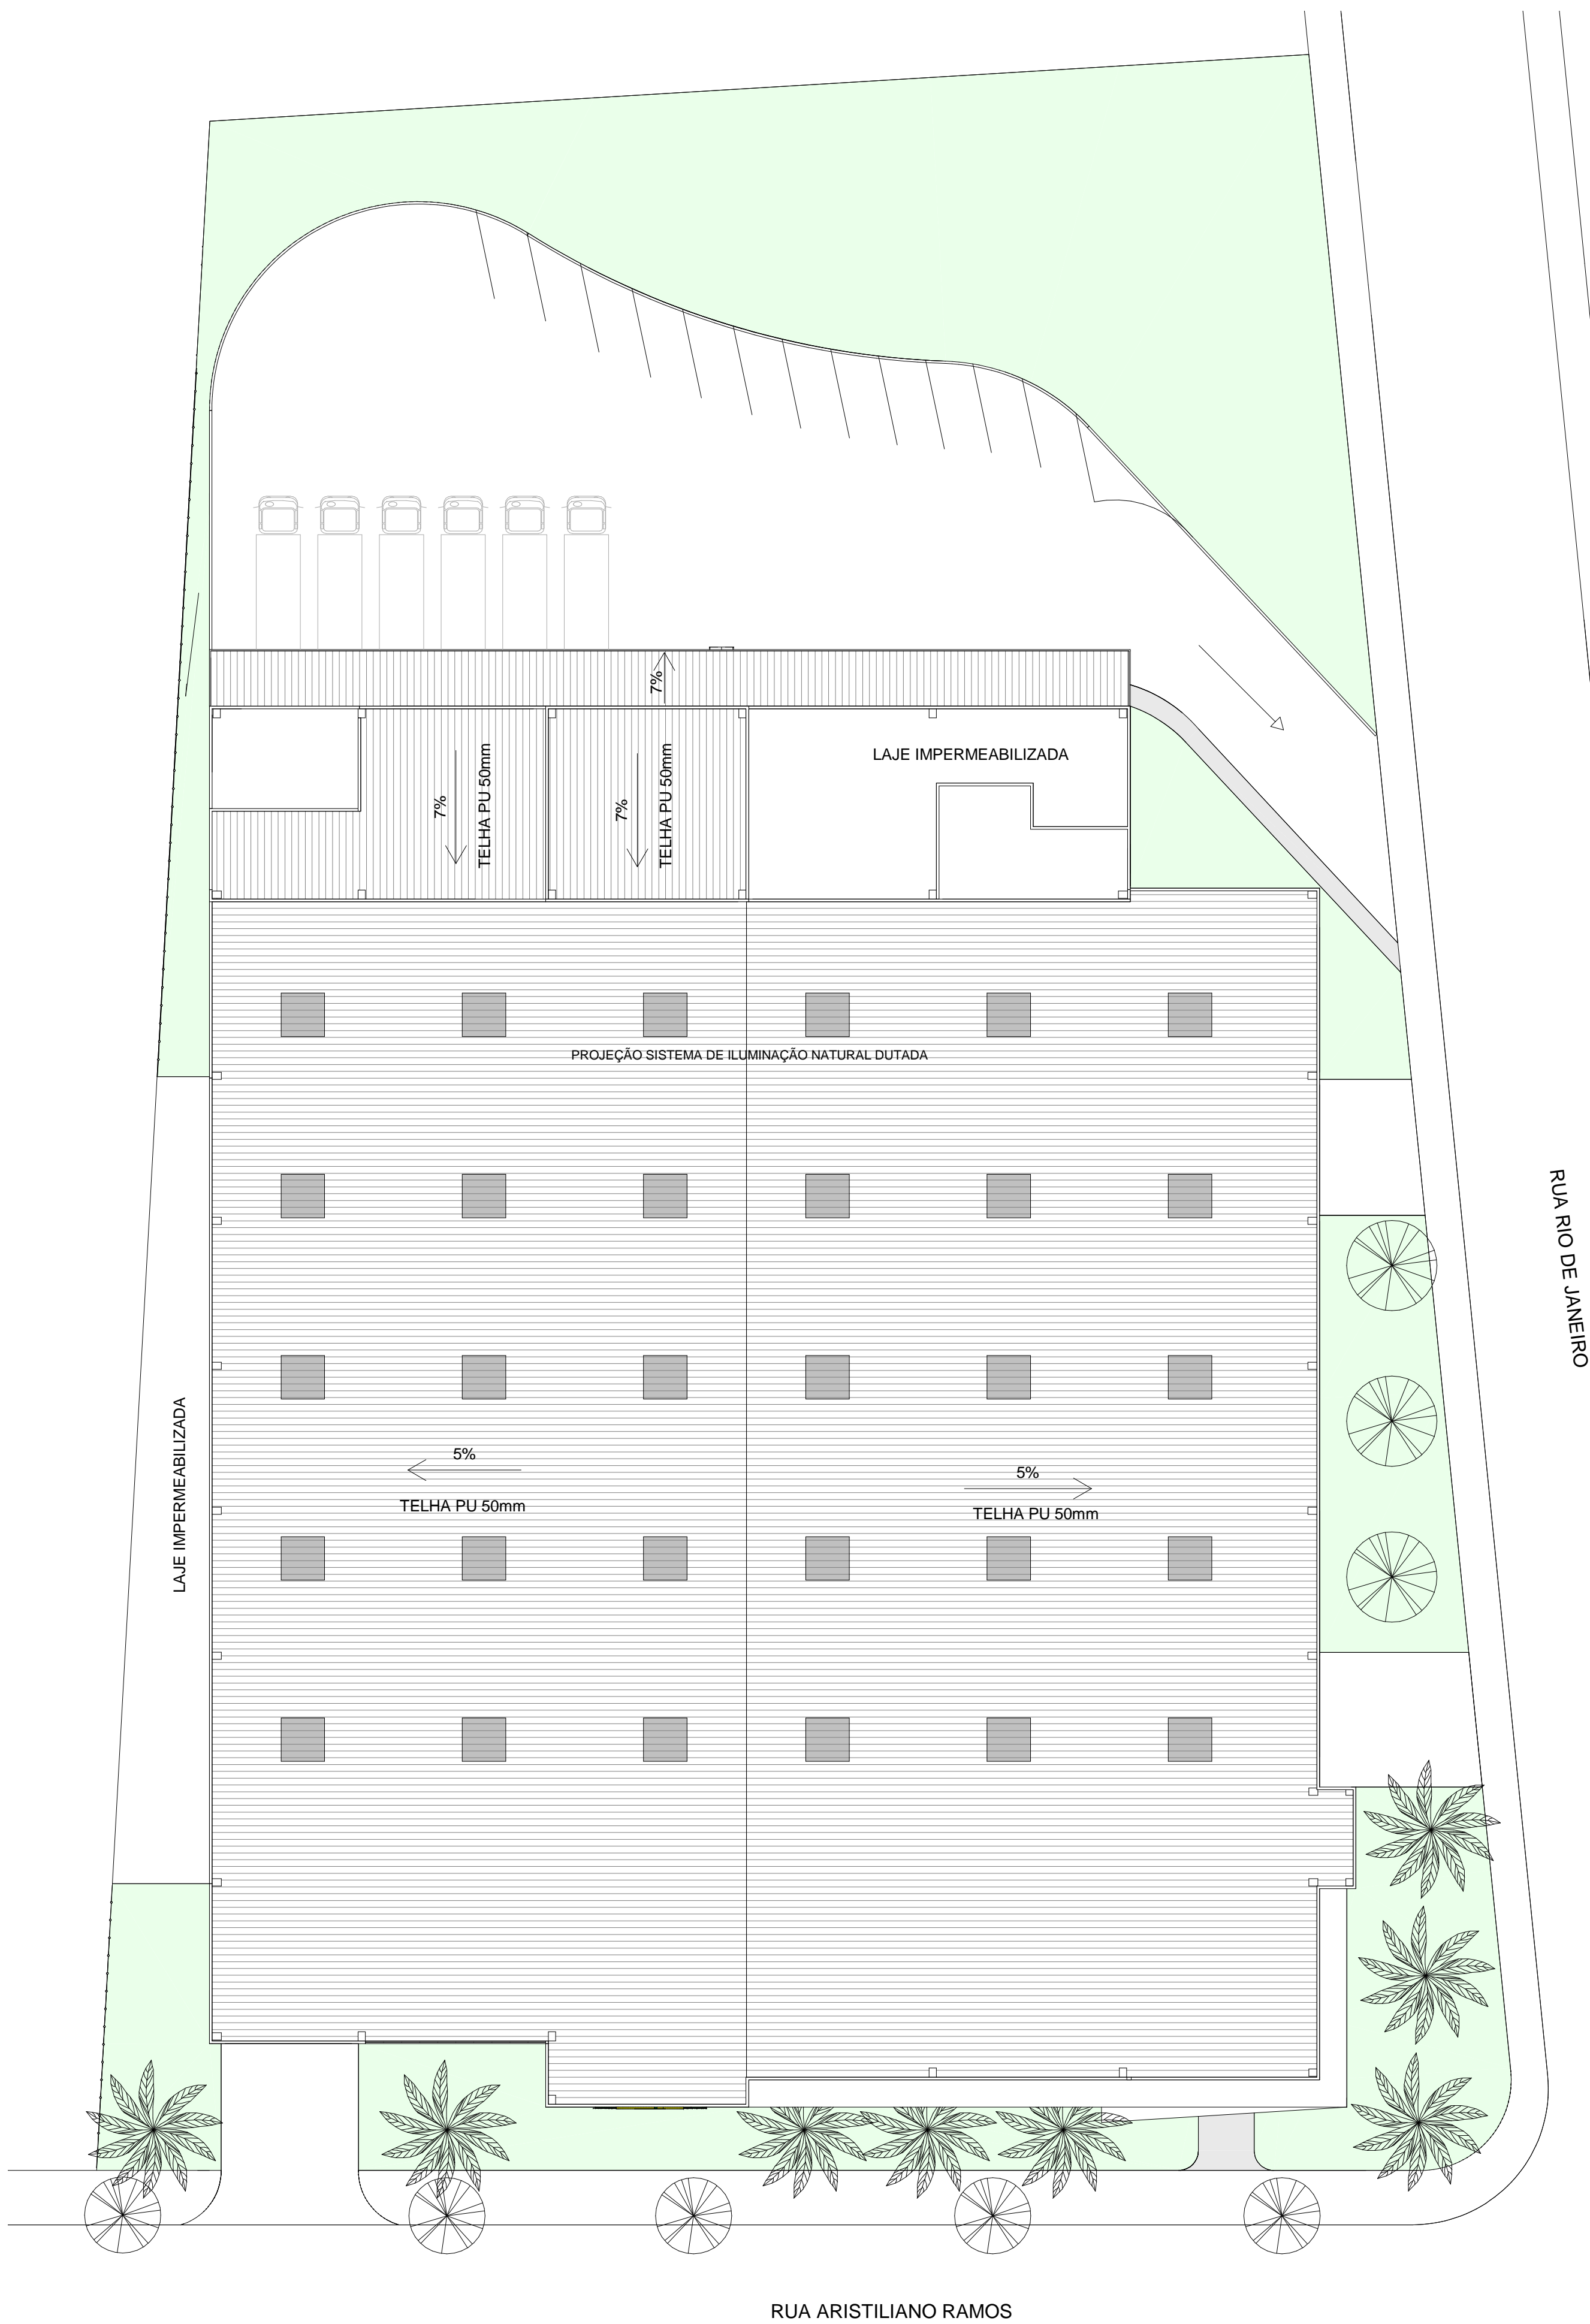 7%
LAJE IMPERMEABILIZADA
7%
TELHA PU 50mm
7%
TELHA PU 50mm
PROJEÇÃO SISTEMA DE ILUMINAÇÃO NATURAL DUTADA
RUA RIO DE JANEIRO
LAJE IMPERMEABILIZADA
5%
TELHA PU 50mm
5%
TELHA PU 50mm
RUA ARISTILIANO RAMOS